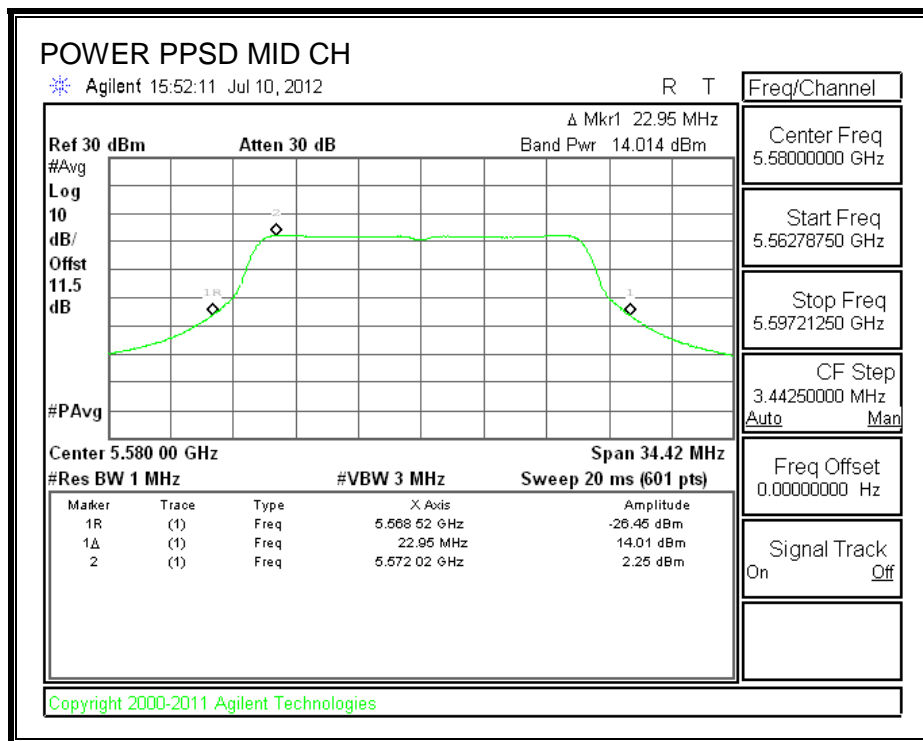 POWER PPSD MID CH
Agilent 15:52:11 Jul 10, 2012 R T
Δ Mkr1 22.95 MHz
Ref 30 dBm Atten 30 dB Band Pwr 14.014 dBm
#Avg
Log
10
dB/
Offst
11.5
dB
#PAvg
2
1R
1
Center 5.580 00 GHz Span 34.42 MHz
#Res BW 1 MHz #VBW 3 MHz Sweep 20 ms (601 pts)
Marker Trace Type X Axis Amplitude
1R (1) Freq 5.568 52 GHz -26.45 dBm
1Δ (1) Freq 22.95 MHz 14.01 dBm
2 (1) Freq 5.572 02 GHz 2.25 dBm
Freq/Channel
Center Freq
5.58000000 GHz
Start Freq
5.56278750 GHz
Stop Freq
5.59721250 GHz
CF Step
3.44250000 MHz
Auto Man
Freq Offset
0.00000000 Hz
Signal Track
On Off
Copyright 2000-2011 Agilent Technologies